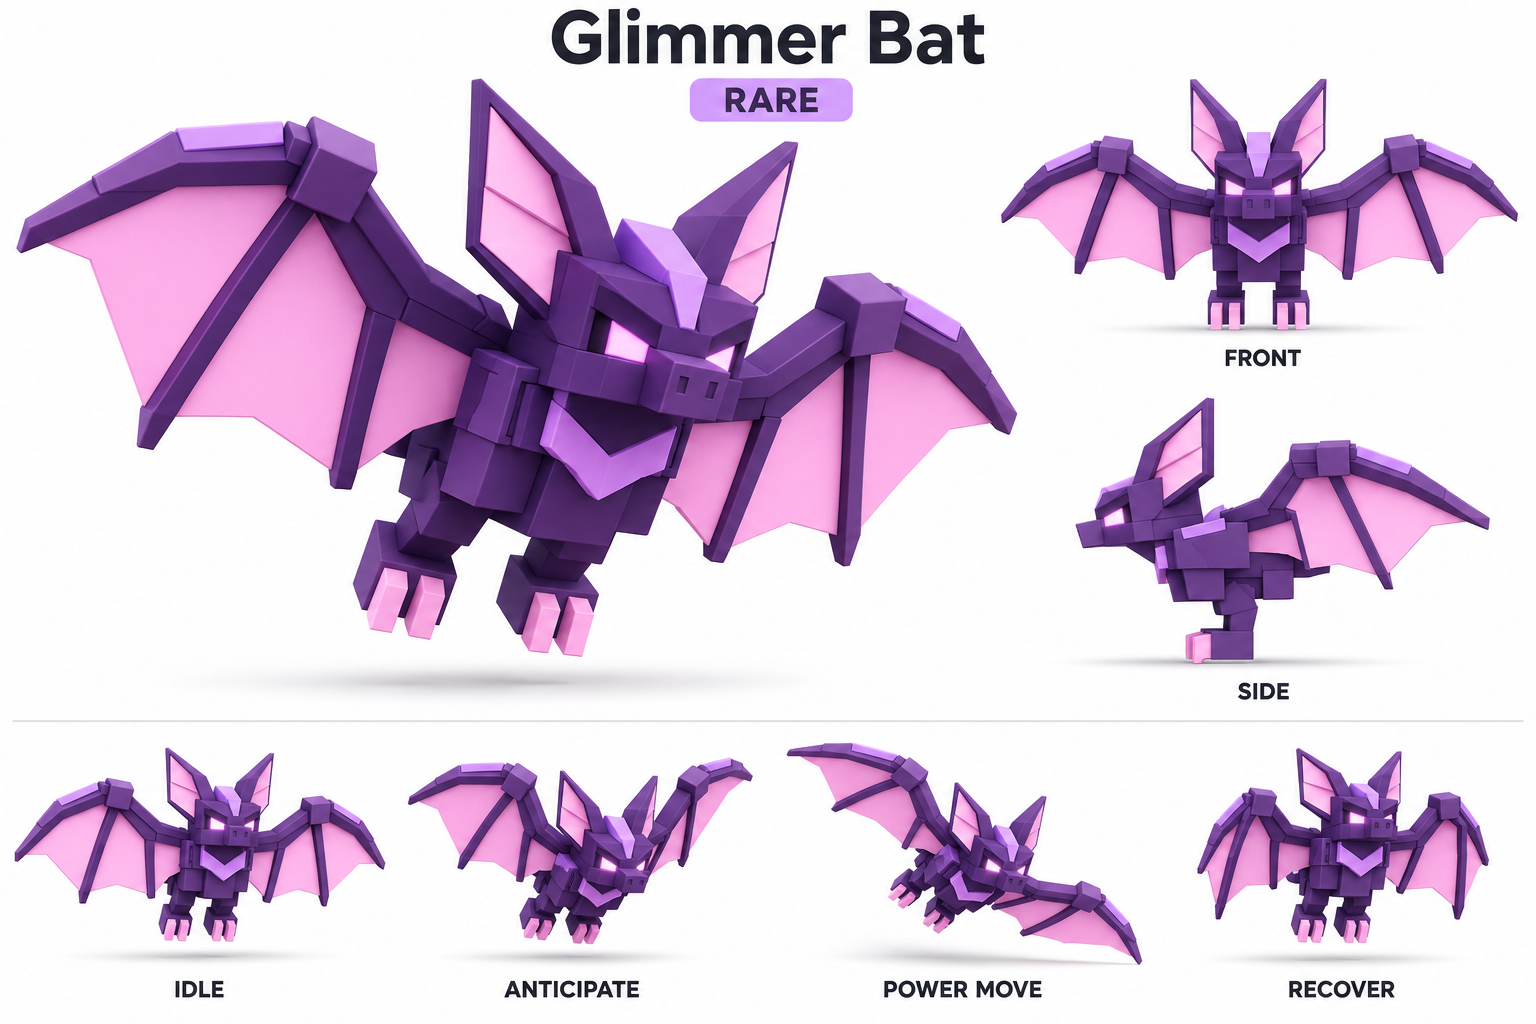 Glimmer Bat
RARE
FRONT
SIDE
IDLE
ANTICIPATE
POWER MOVE
RECOVER